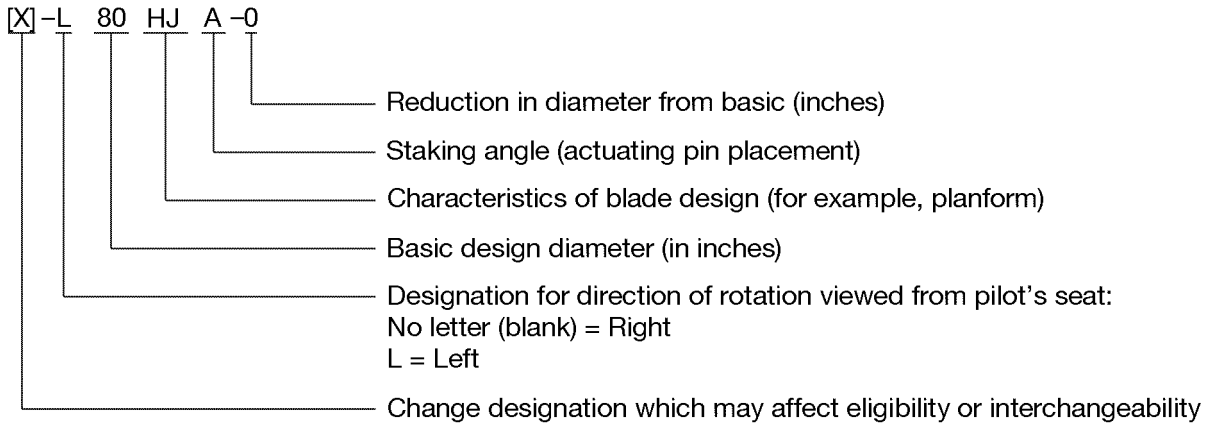 [X]–L 80 HJ A –0
Reduction in diameter from basic (inches)
Staking angle (actuating pin placement)
Characteristics of blade design (for example, planform)
Basic design diameter (in inches)
Designation for direction of rotation viewed from pilot’s seat:
No letter (blank) = Right
L = Left
Change designation which may affect eligibility or interchangeability